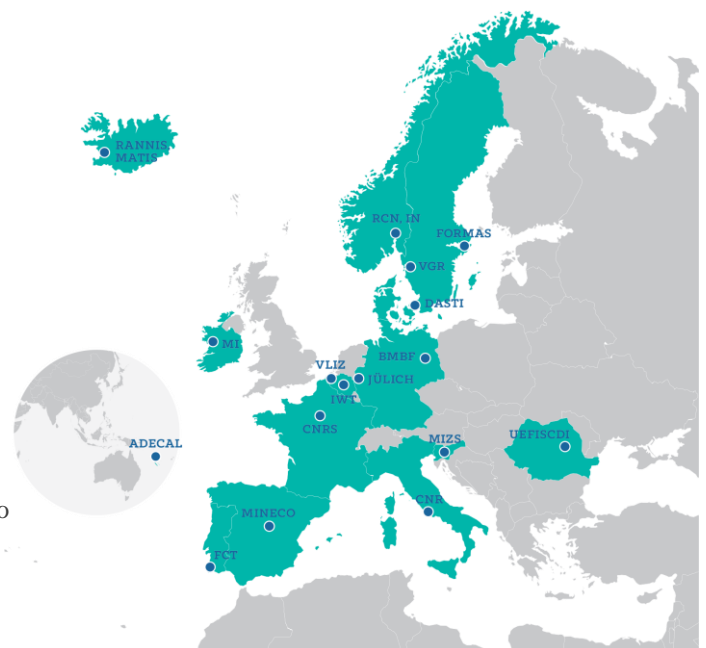 RANNIS
MATIS
RCN, IN
FORMAS
VGR
DASTI
MI
VLIZ
BMBF
JÜLICH
IWT
CNRS
ADECAL
MIZS
UEFISCDI
CNR
MINECO
O
FCT